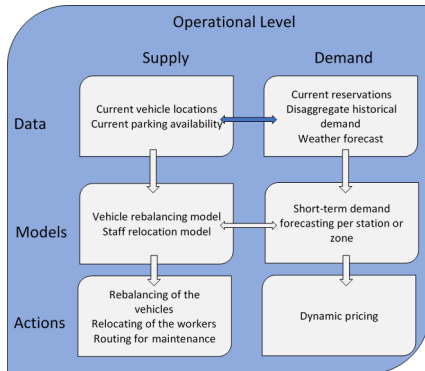 Operational Level
Supply
Demand
Data
Current vehicle locations
Current parking availability
Current reservations
Disaggregate historical
demand
Weather forecast
Models
Vehicle rebalancing model
Staff relocation model
Short-term demand
forecasting per station or
zone
Actions
Rebalancing of the
vehicles
Relocating of the workers
Routing for maintenance
Dynamic pricing